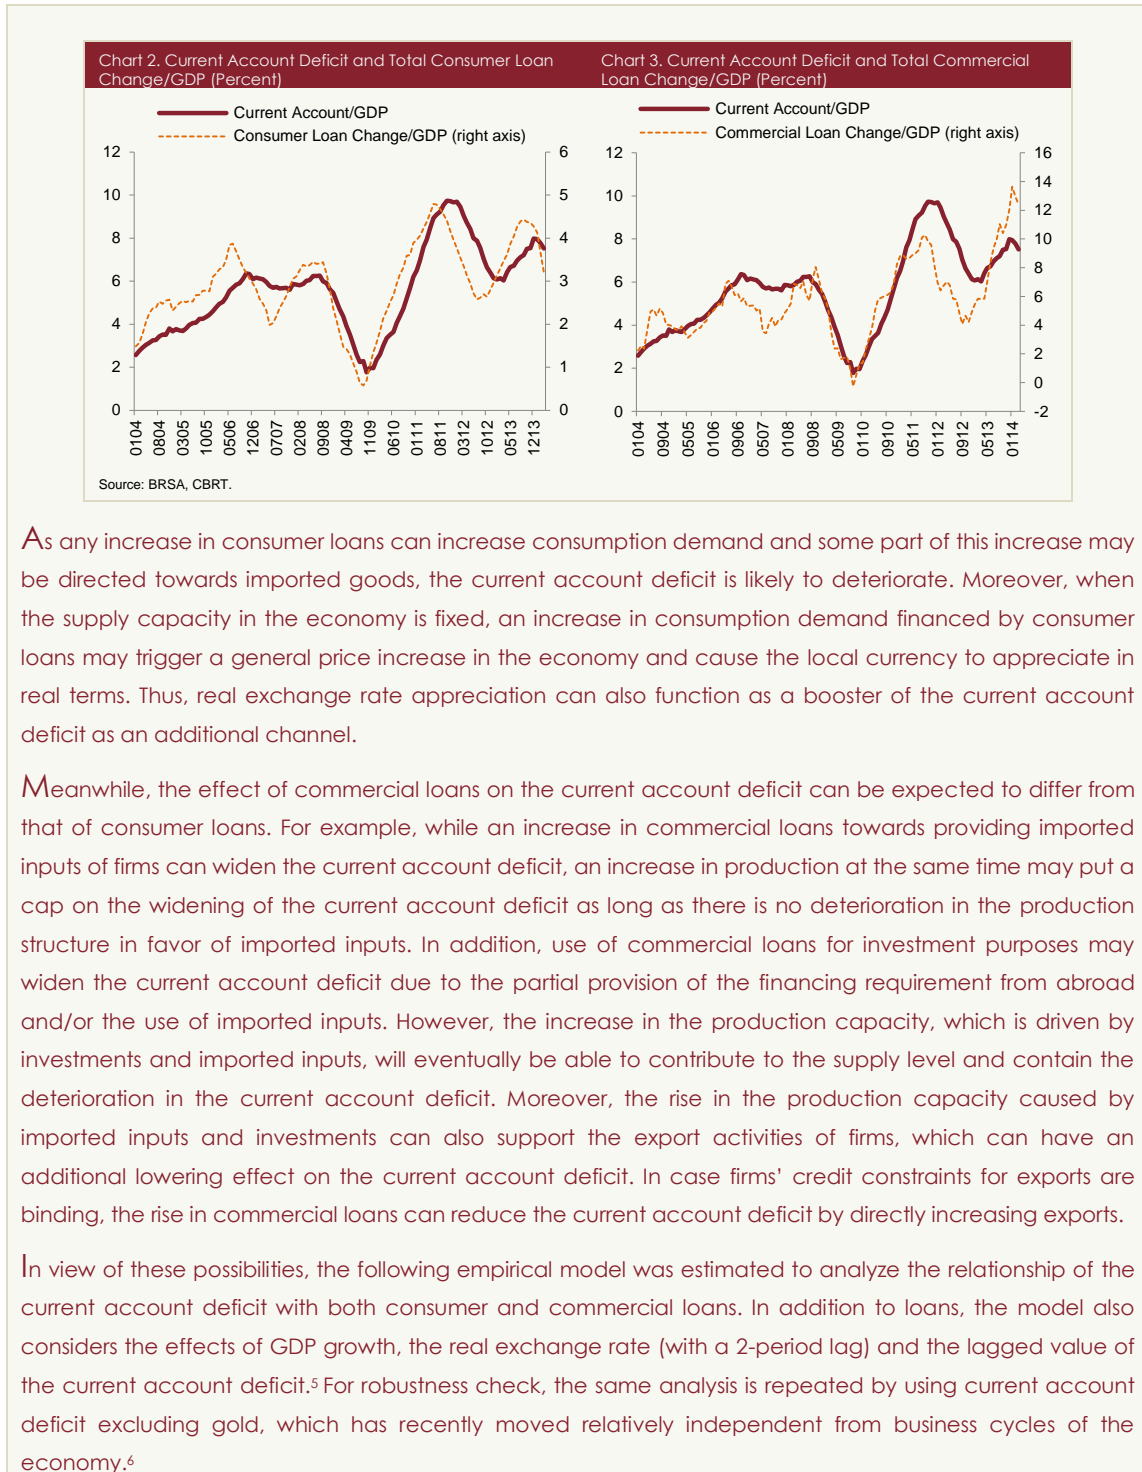 Chart 2. Current Account Deficit and Total Consumer Loan
Change/GDP (Percent)
Current Account/GDP
Consumer Loan Change/GDP (right axis)
12
10
8
6
4
2
0
6
5
4
3
2
1
0
0104
0804
0305
1005
0506
1206
0707
0208
0908
0409
1109
0610
0111
0811
0312
1012
0513
1213
Source: BRSA, CBRT.
Chart 3. Current Account Deficit and Total Commercial
Loan Change/GDP (Percent)
Current Account/GDP
Commercial Loan Change/GDP (right axis)
12
10
8
6
4
2
0
16
14
12
10
8
6
4
2
0
-2
0104
0904
0505
0106
0906
0507
0108
0908
0509
0110
0910
0511
0112
0912
0513
0114
As any increase in consumer loans can increase consumption demand and some part of this increase may
be directed towards imported goods, the current account deficit is likely to deteriorate. Moreover, when
the supply capacity in the economy is fixed, an increase in consumption demand financed by consumer
loans may trigger a general price increase in the economy and cause the local currency to appreciate in
real terms. Thus, real exchange rate appreciation can also function as a booster of the current account
deficit as an additional channel.
Meanwhile, the effect of commercial loans on the current account deficit can be expected to differ from
that of consumer loans. For example, while an increase in commercial loans towards providing imported
inputs of firms can widen the current account deficit, an increase in production at the same time may put a
cap on the widening of the current account deficit as long as there is no deterioration in the production
structure in favor of imported inputs. In addition, use of commercial loans for investment purposes may
widen the current account deficit due to the partial provision of the financing requirement from abroad
and/or the use of imported inputs. However, the increase in the production capacity, which is driven by
investments and imported inputs, will eventually be able to contribute to the supply level and contain the
deterioration in the current account deficit. Moreover, the rise in the production capacity caused by
imported inputs and investments can also support the export activities of firms, which can have an
additional lowering effect on the current account deficit. In case firms' credit constraints for exports are
binding, the rise in commercial loans can reduce the current account deficit by directly increasing exports.
In view of these possibilities, the following empirical model was estimated to analyze the relationship of the
current account deficit with both consumer and commercial loans. In addition to loans, the model also
considers the effects of GDP growth, the real exchange rate (with a 2-period lag) and the lagged value of
the current account deficit.5 For robustness check, the same analysis is repeated by using current account
deficit excluding gold, which has recently moved relatively independent from business cycles of the
economy.6